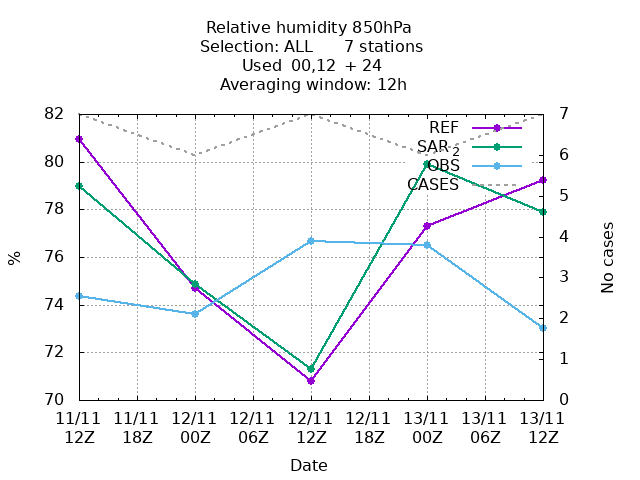 Relative humidity 850hPa
Selection: ALL 7 stations
Used 00,12 + 24
Averaging window: 12h
82
80
78
76
74
72
70
%
7
6
5
4
3
2
1
0
No cases
REF
SAR 2
OBS
CASES
11/11 11/11 12/11 12/11 12/11 12/11 13/11 13/11 13/11
12Z 18Z 00Z 06Z 12Z 18Z 00Z 06Z 12Z
Date